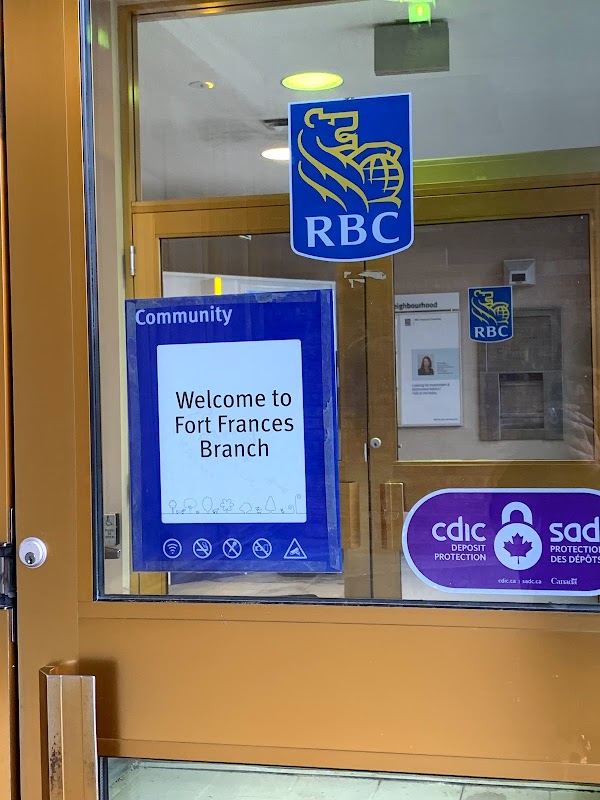 RBC
Community
Welcome to
Fort Frances
Branch
RBC
cdic
DEPOSIT
PROTECTION
sadc
PROTECTION
DES DÉPÔTS
cdic.ca | sadc.ca
Canada